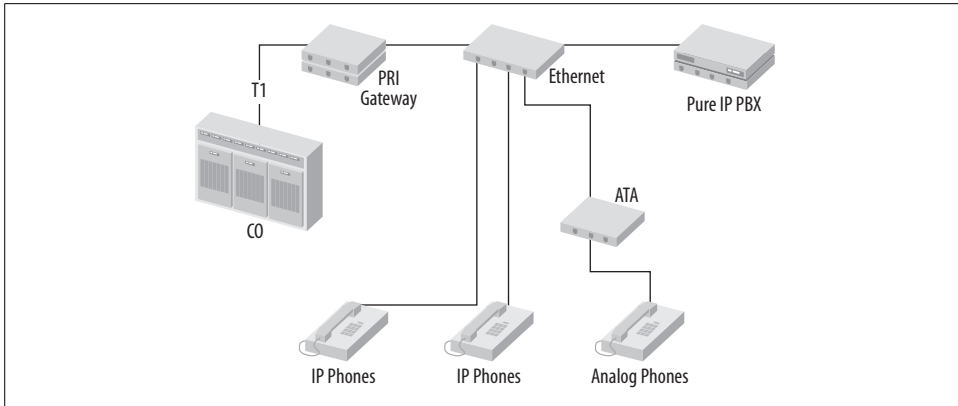 PRI
Gateway
Ethernet
Pure IP PBX
T1
CO
ATA
IP Phones
IP Phones
Analog Phones